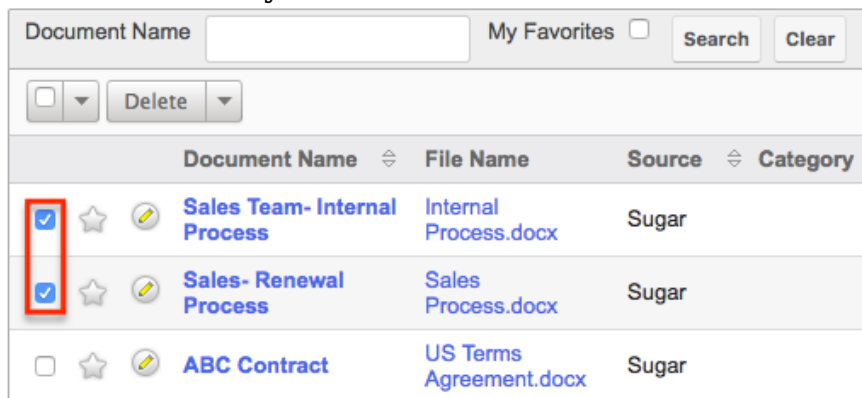 Document Name My Favorites Search Clear
Delete
Document Name File Name Source Category
Sales Team- Internal Process Internal Process.docx Sugar
Sales- Renewal Process Sales Process.docx Sugar
ABC Contract US Terms Agreement.docx Sugar